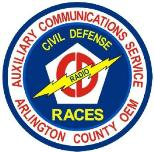 AUXILIARY COMMUNICATIONS SERVICE
CIVIL DEFENSE
CD
RADIO
RACES
ARLINGTON COUNTY OEM